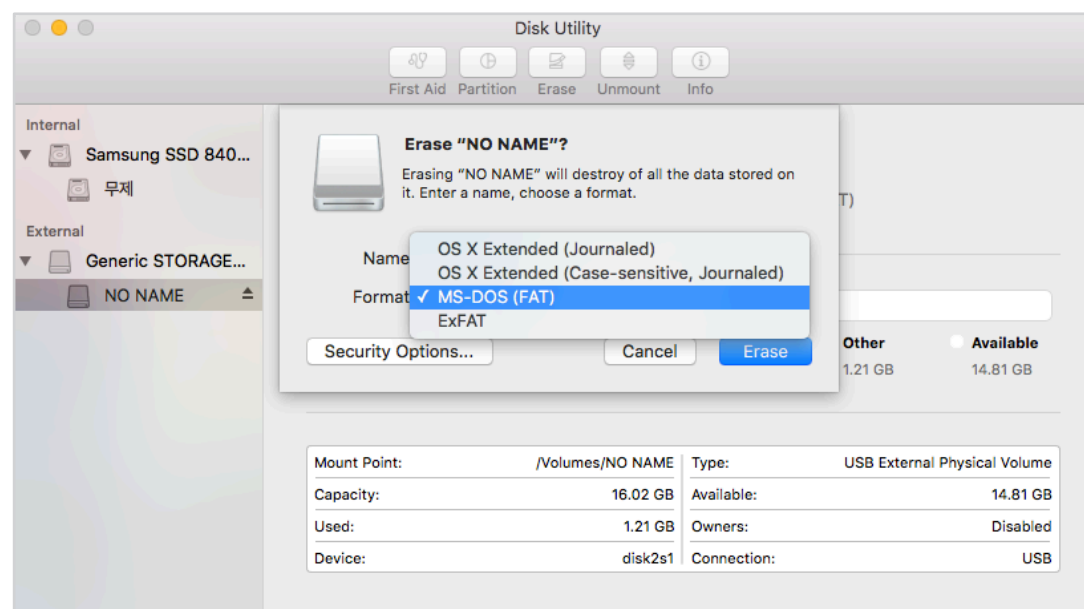 Disk Utility
First Aid Partition Erase Unmount Info
Internal
Samsung SSD 840...
무제
External
Generic STORAGE...
NO NAME
Erase “NO NAME”?
Erasing “NO NAME” will destroy of all the data stored on
it. Enter a name, choose a format.
T)
Name
OS X Extended (Journaled)
OS X Extended (Case-sensitive, Journaled)
Format ✓ MS-DOS (FAT)
ExFAT
Security Options... Cancel Erase
Other Available
1.21 GB 14.81 GB
Mount Point: /Volumes/NO NAME Type: USB External Physical Volume
Capacity: 16.02 GB Available: 14.81 GB
Used: 1.21 GB Owners: Disabled
Device: disk2s1 Connection: USB